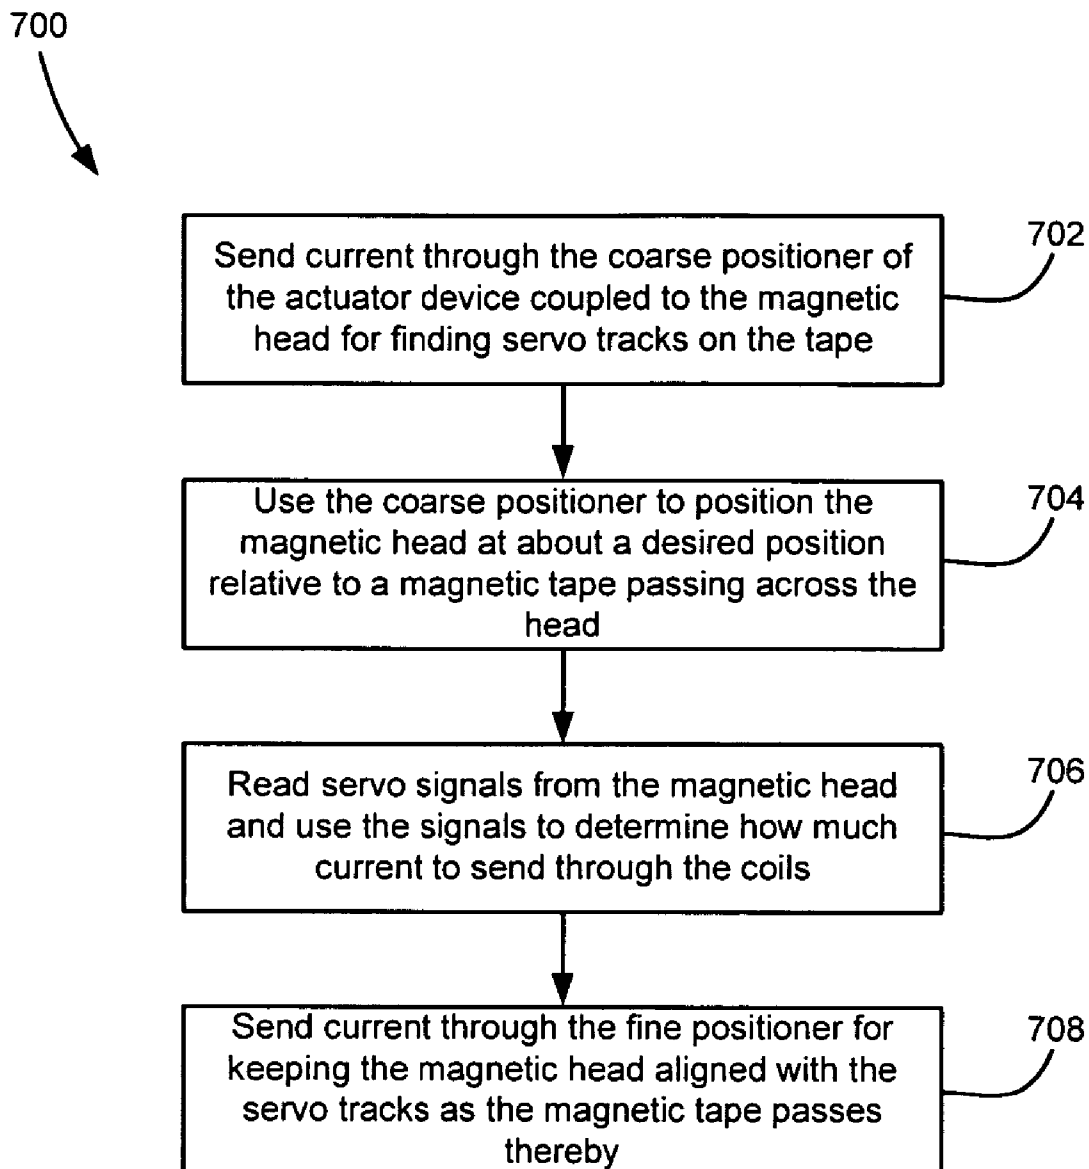 700
702
Send current through the coarse positioner of
the actuator device coupled to the magnetic
head for finding servo tracks on the tape
704
Use the coarse positioner to position the
magnetic head at about a desired position
relative to a magnetic tape passing across the
head
706
Read servo signals from the magnetic head
and use the signals to determine how much
current to send through the coils
708
Send current through the fine positioner for
keeping the magnetic head aligned with the
servo tracks as the magnetic tape passes
thereby